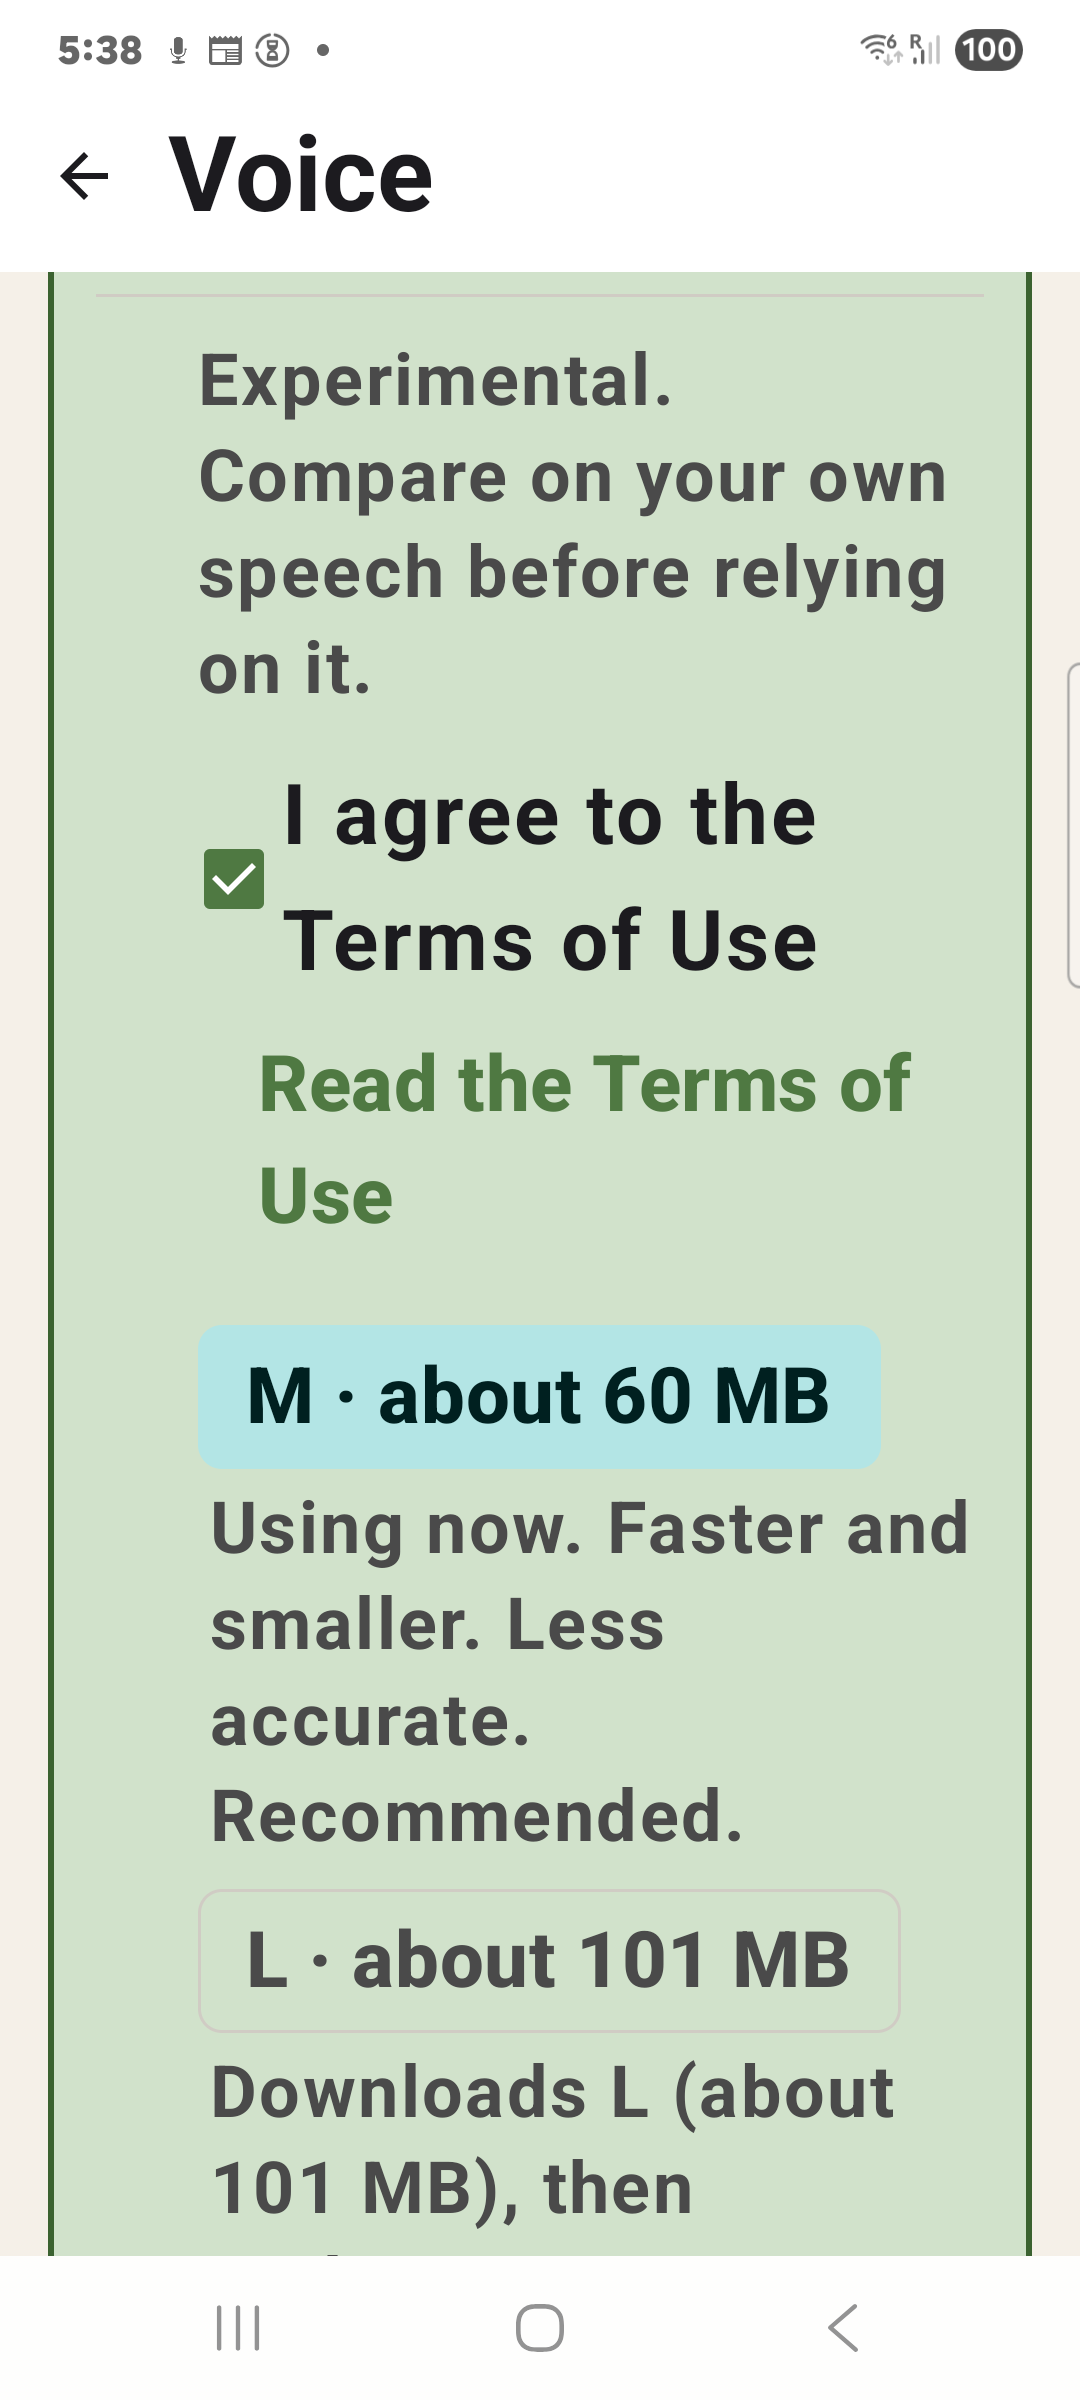 5:38
R
6
100
Voice
Experimental.
Compare on your own
speech before relying
on it.
I agree to the
Terms of Use
Read the Terms of
Use
M · about 60 MB
Using now. Faster and
smaller. Less
accurate.
Recommended.
L · about 101 MB
Downloads L (about
101 MB), then